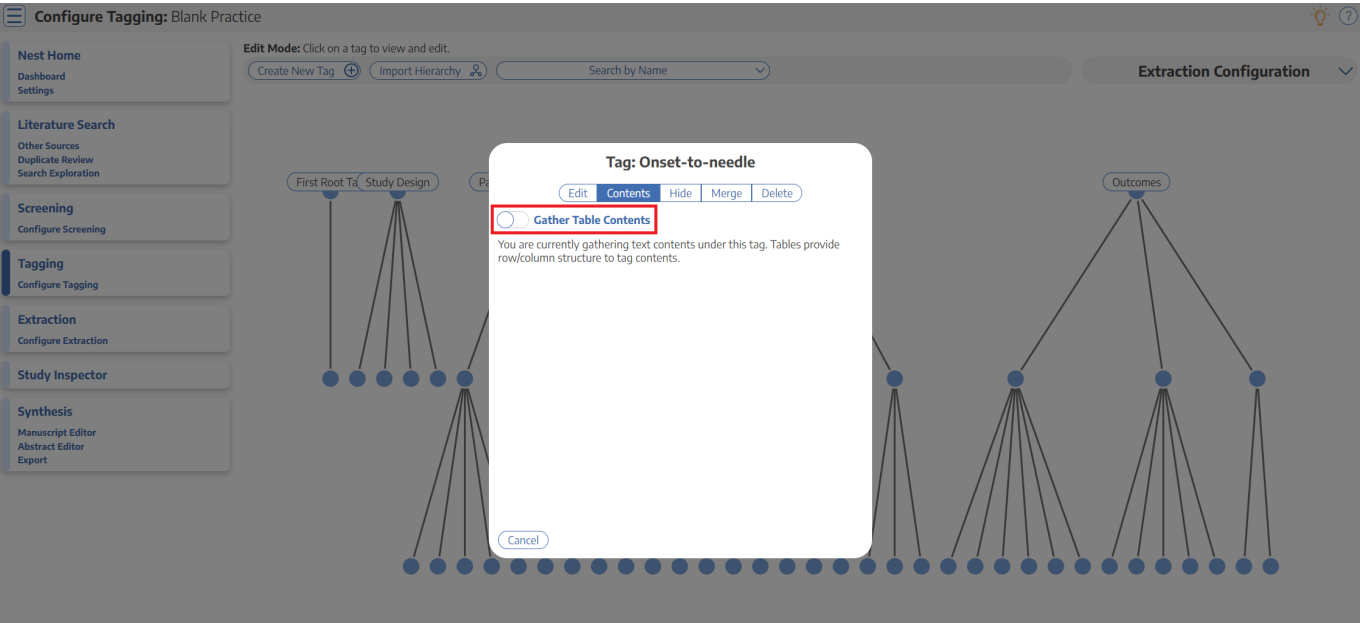 Configure Tagging: Blank Practice
?
Nest Home
Dashboard
Settings
Literature Search
Other Sources
Duplicate Review
Search Exploration
Screening
Configure Screening
Tagging
Configure Tagging
Extraction
Configure Extraction
Study Inspector
Synthesis
Manuscript Editor
Abstract Editor
Export
Edit Mode: Click on a tag to view and edit.
Create New Tag Import Hierarchy Search by Name
Extraction Configuration
First Root Ta Study Design Pa
Outcomes
Tag: Onset-to-needle
Edit Contents Hide Merge Delete
Gather Table Contents
You are currently gathering text contents under this tag. Tables provide
row/column structure to tag contents.
Cancel